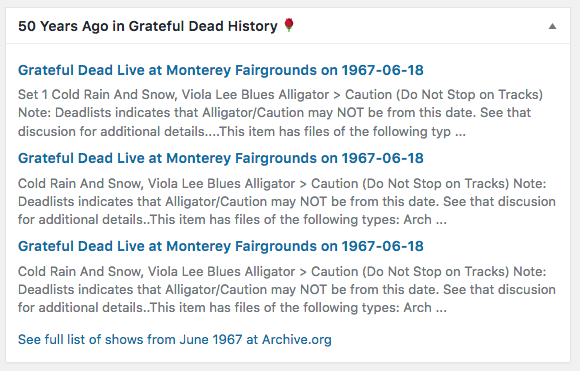 50 Years Ago in Grateful Dead History 🌹
Grateful Dead Live at Monterey Fairgrounds on 1967-06-18
Set 1 Cold Rain And Snow, Viola Lee Blues Alligator > Caution (Do Not Stop on Tracks)
Note: Deadlists indicates that Alligator/Caution may NOT be from this date. See that
discusion for additional details....This item has files of the following typ ...
Grateful Dead Live at Monterey Fairgrounds on 1967-06-18
Cold Rain And Snow, Viola Lee Blues Alligator > Caution (Do Not Stop on Tracks) Note:
Deadlists indicates that Alligator/Caution may NOT be from this date. See that discusion
for additional details..This item has files of the following types: Arch ...
Grateful Dead Live at Monterey Fairgrounds on 1967-06-18
Cold Rain And Snow, Viola Lee Blues Alligator > Caution (Do Not Stop on Tracks) Note:
Deadlists indicates that Alligator/Caution may NOT be from this date. See that discusion
for additional details..This item has files of the following types: Arch ...
See full list of shows from June 1967 at Archive.org